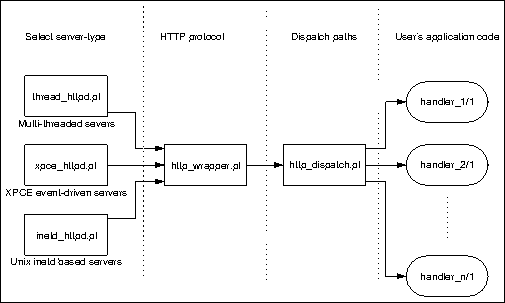 Select server-type HTTP protocol Dispatch paths User's application code
thread_httpd.pl
Multi-threaded servers
xpce_httpd.pl
XPCE event-driven servers
inetd_httpd.pl
Unix inetd based servers
http_wrapper.pl
http_dispatch.pl
handler_1/1
handler_2/1
handler_n/1